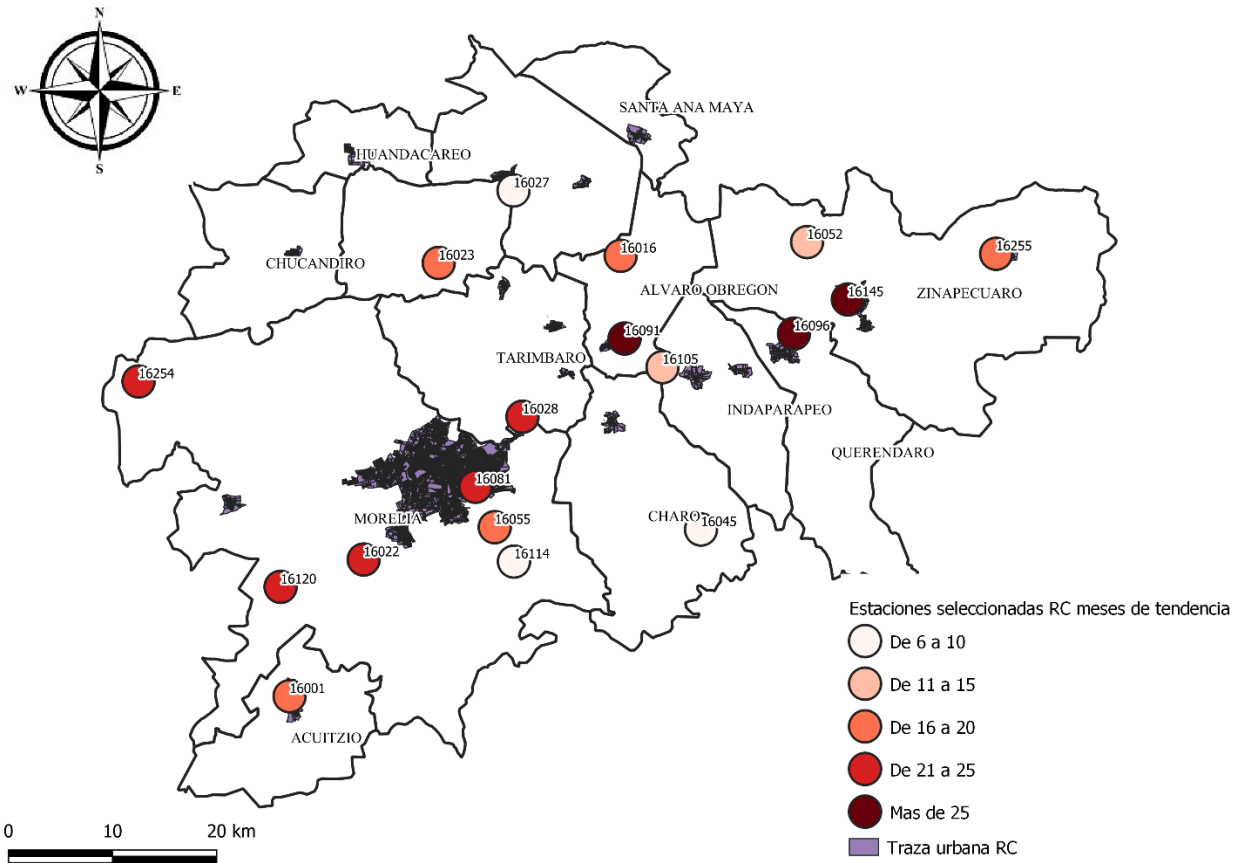 N
W
E
S
SANTA ANA MAYA
HUANDACAREO
16027
16052
16255
16016
16023
CHUCANDIRO
ALVARO OBREGON
ZINAPECUARO
16145
16096
16091
TARIMBARO
16105
16254
INDAPARAPEO
16028
QUERENDARO
16081
MORELIA
16055
CHARO
16045
16022
16114
16120
16001
ACUITZIO
Estaciones seleccionadas RC meses de tendencia
De 6 a 10
De 11 a 15
De 16 a 20
De 21 a 25
Mas de 25
Traza urbana RC
0 10 20 km